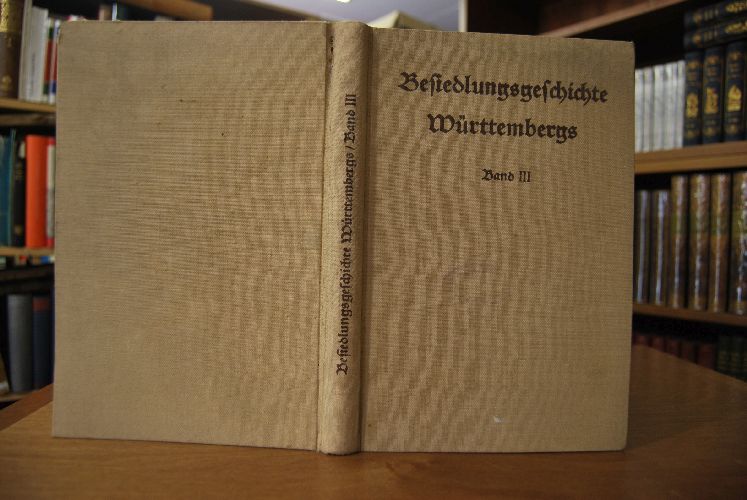 Besiedlungsgeschichte
Württembergs
Band III
Besiedlungsgeschichte Württembergs / Band III